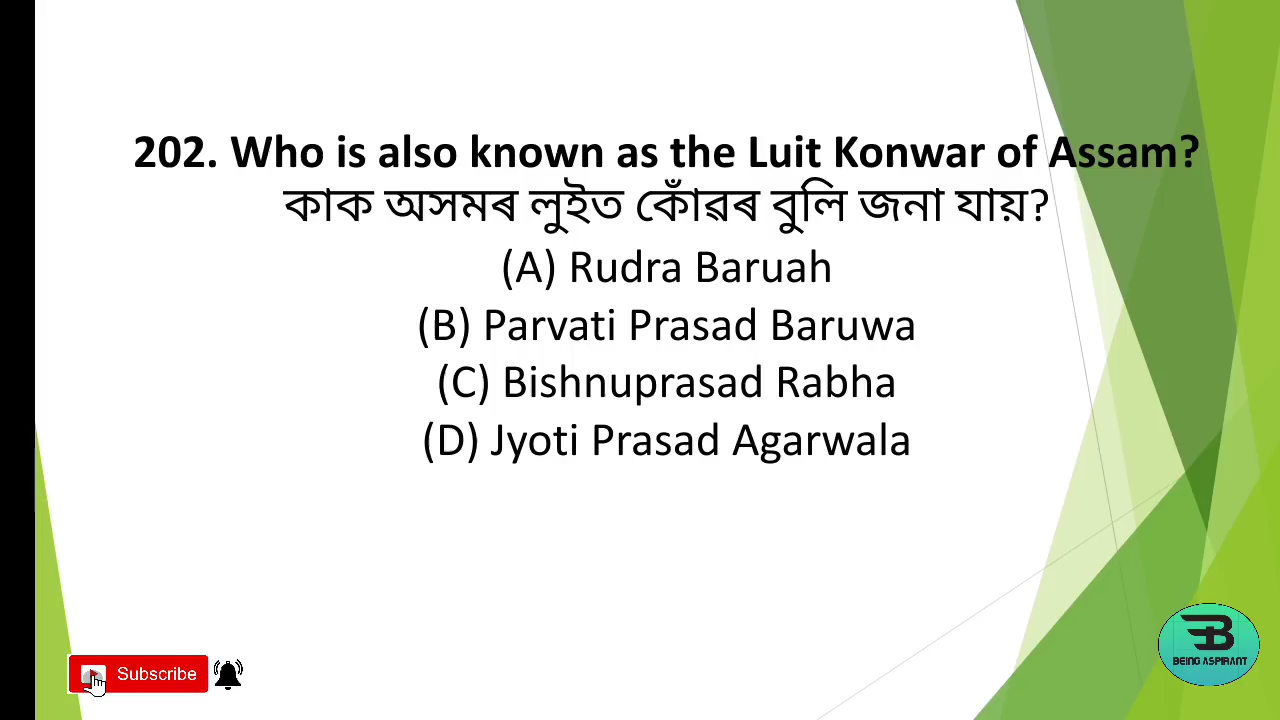 202. Who is also known as the Luit Konwar of Assam?
কাক অসমৰ লুইত কোঁৱৰ বুলি জনা যায়?
(A) Rudra Baruah
(B) Parvati Prasad Baruwa
(C) Bishnuprasad Rabha
(D) Jyoti Prasad Agarwala
Subscribe
BEING ASPIRANT